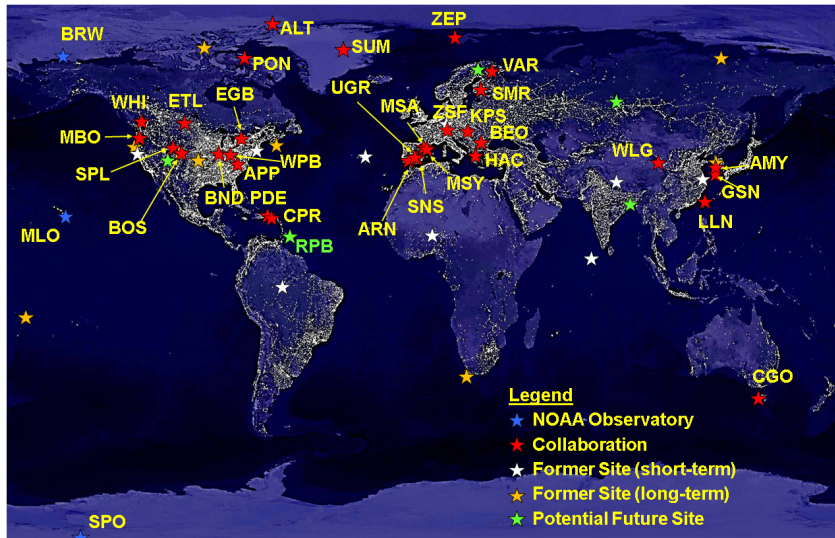 ALT
ZEP
BRW
SUM
PON
VAR
UGR
SMR
WHI
ETL
EGB
MSA
ZSF
KPS
MBO
BEO
WLG
AMY
SPL
WPB
HAC
APP
MSY
GSN
BND
PDE
SNS
BOS
CPR
ARN
LLN
MLO
RPB
CGO
Legend
NOAA Observatory
Collaboration
Former Site (short-term)
Former Site (long-term)
Potential Future Site
SPO